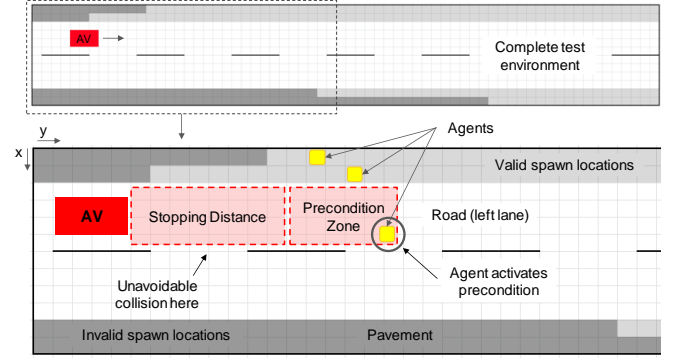 AV
Complete test
environment
y
x
Agents
Valid spawn locations
AV
Stopping Distance
Precondition
Zone
Road (left lane)
Unavoidable
collision here
Agent activates
precondition
Invalid spawn locations
Pavement